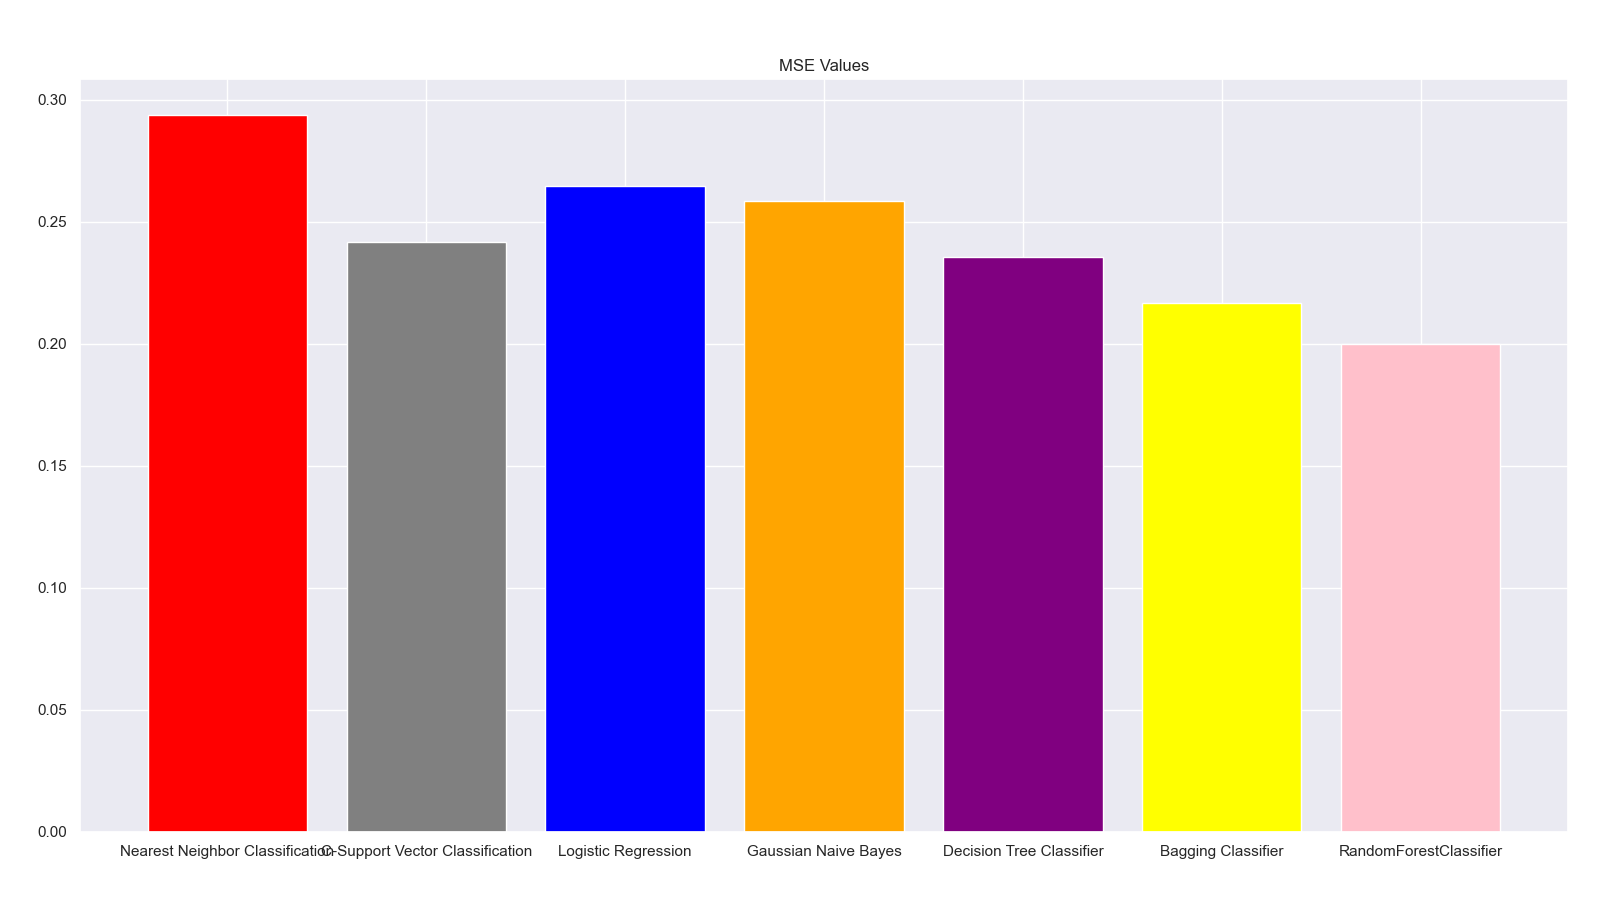 MSE Values
0.30
0.25
0.20
0.15
0.10
0.05
0.00
Nearest Neighbor Classification
C-Support Vector Classification
Logistic Regression
Gaussian Naive Bayes
Decision Tree Classifier
Bagging Classifier
RandomForestClassifier